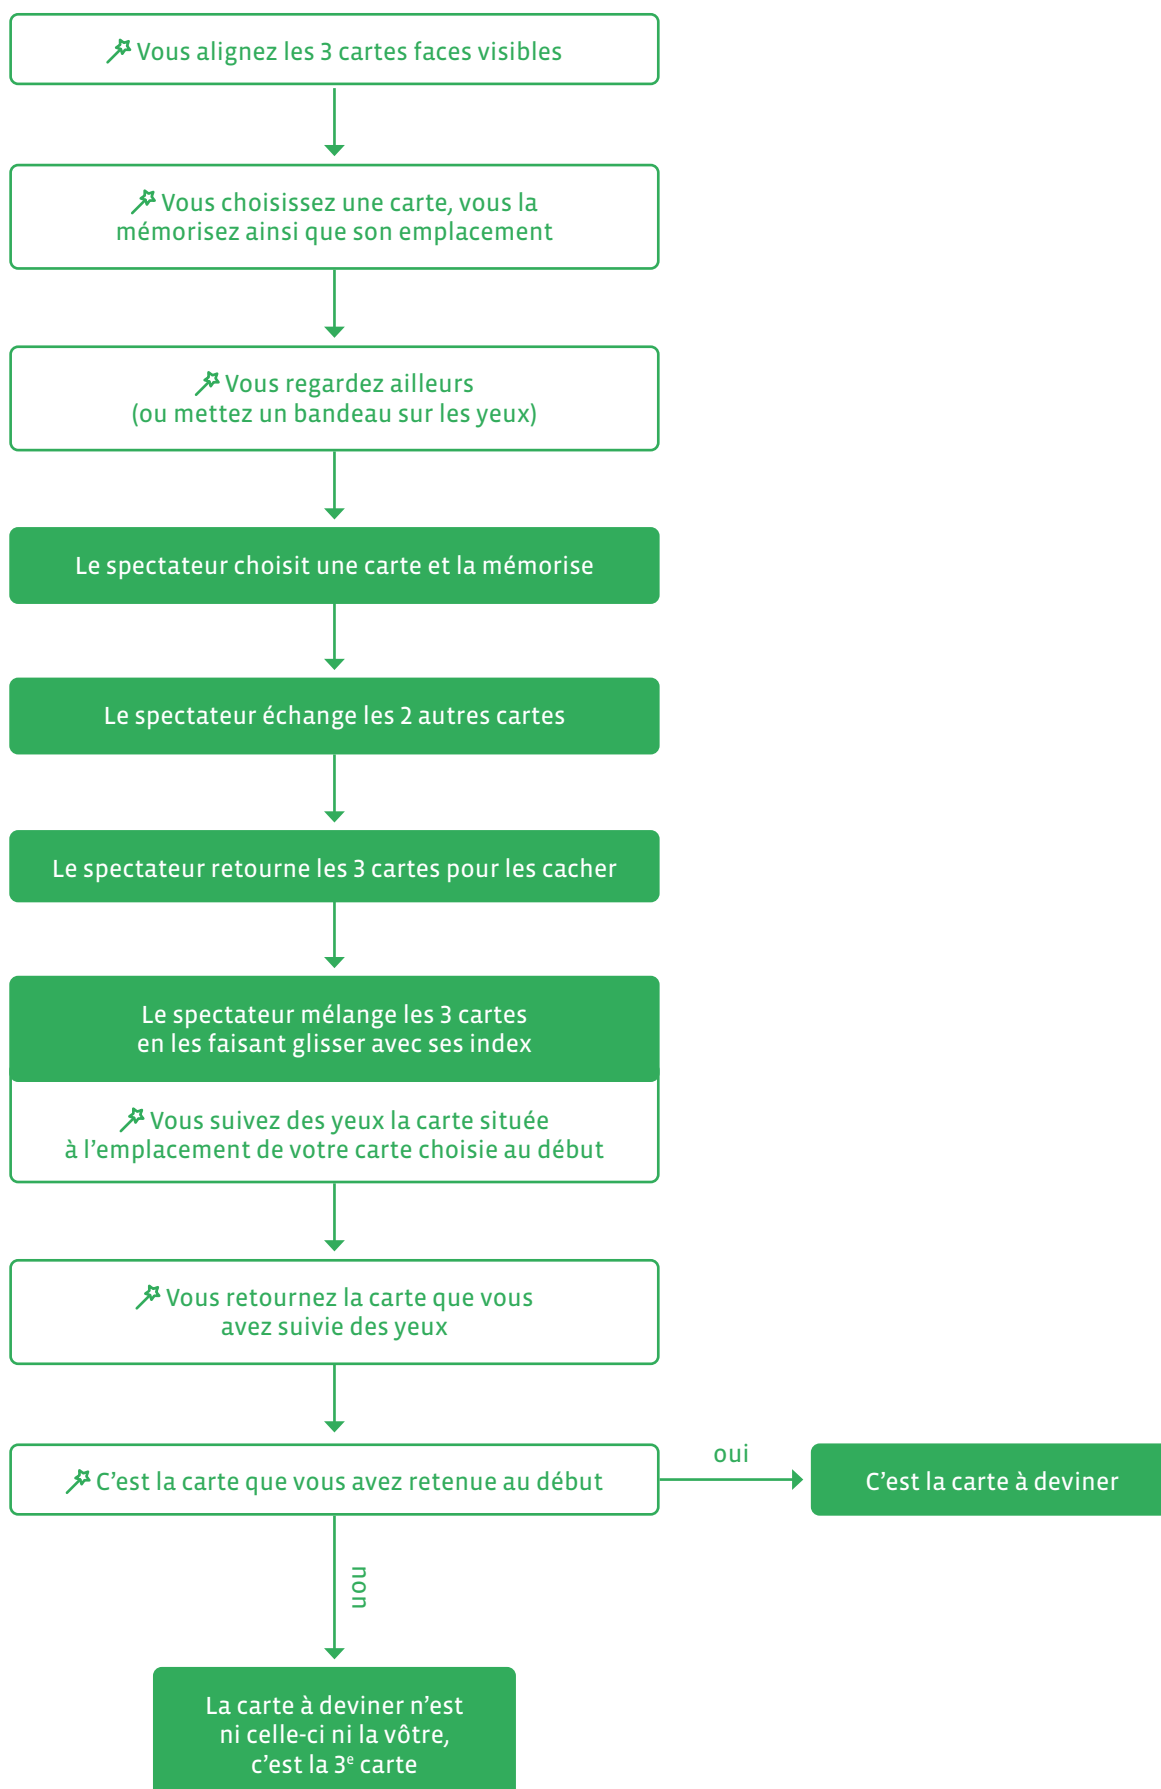 Vous alignez les 3 cartes faces visibles
Vous choisissez une carte, vous la
mémorisez ainsi que son emplacement
Vous regardez ailleurs
(ou mettez un bandeau sur les yeux)
Le spectateur choisit une carte et la mémorise
Le spectateur échange les 2 autres cartes
Le spectateur retourne les 3 cartes pour les cacher
Le spectateur mélange les 3 cartes
en les faisant glisser avec ses index
Vous suivez des yeux la carte située
à l’emplacement de votre carte choisie au début
Vous retournez la carte que vous
avez suivie des yeux
C’est la carte que vous avez retenue au début
oui
C’est la carte à deviner
non
La carte à deviner n’est
ni celle-ci ni la vôtre,
c’est la 3e carte